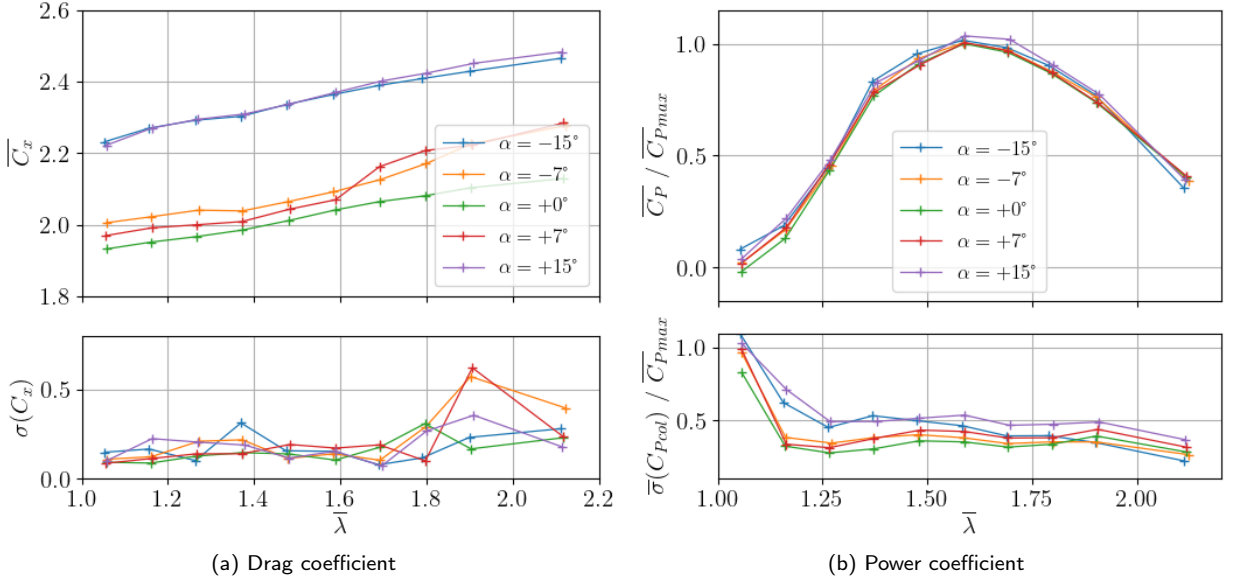 2.6
2.4
2.2
2.0
1.8
C̅x̅
α = −15°
α = −7°
α = +0°
α = +7°
α = +15°
0.5
0.0
σ(Cₓ)
1.0 1.2 1.4 1.6 1.8 2.0 2.2
λ̅
(a) Drag coefficient
1.0
0.5
0.0
C̅P̅ / C̅P̅m̅a̅x̅
α = −15°
α = −7°
α = +0°
α = +7°
α = +15°
1.0
0.5
σ̅(C_{P_{col}}) / C̅P̅m̅a̅x̅
1.00 1.25 1.50 1.75 2.00
λ̅
(b) Power coefficient